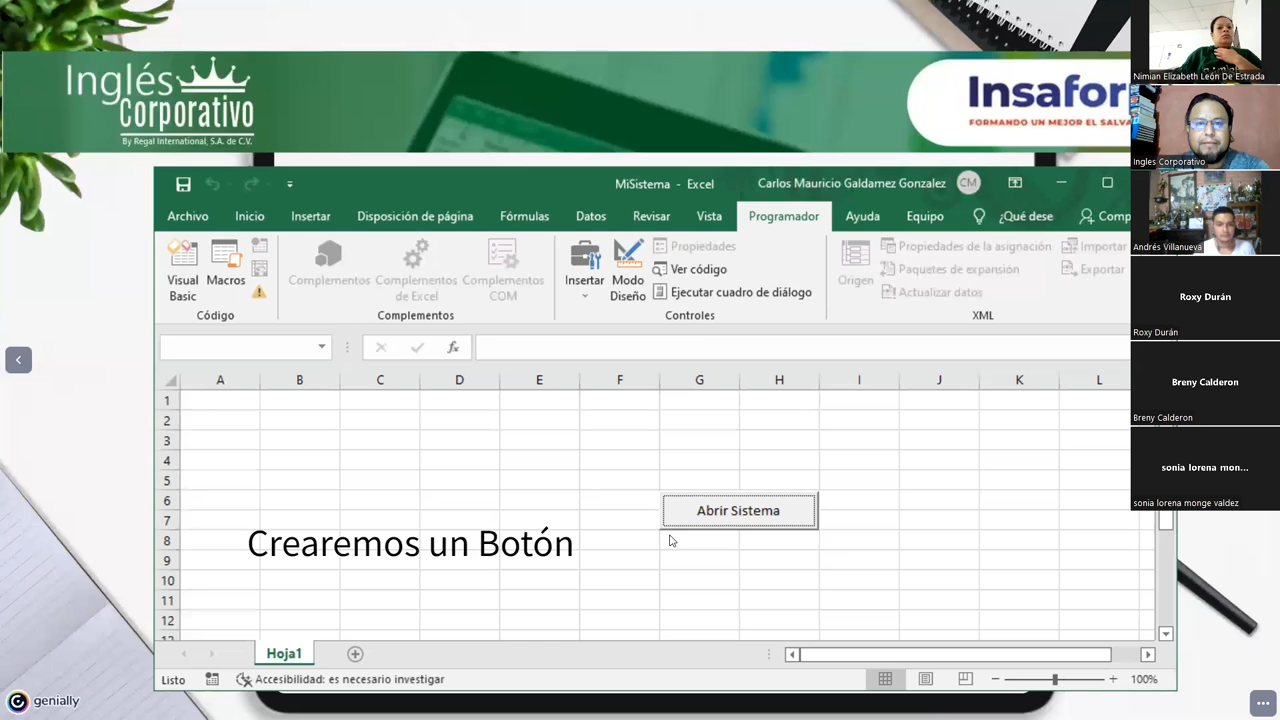 Inglés
Corporativo
By Regal International, S.A. de C.V.
Insafor
FORMANDO UN MEJOR EL SALVA
MiSistema - Excel
Carlos Mauricio Galdamez Gonzalez
CM
Archivo Inicio Insertar Disposición de página Fórmulas Datos Revisar Vista Programador Ayuda Equipo ¿Qué dese Comp
Visual Basic
Macros
Código
Complementos
Complementos de Excel
Complementos COM
Complementos
Insertar
Modo Diseño
Propiedades
Ver código
Ejecutar cuadro de diálogo
Controles
Origen
Propiedades de la asignación
Paquetes de expansión
Actualizar datos
Importar
Exportar
XML
fx
A B C D E F G H I J K L
1
2
3
4
5
6
7
8
9
10
11
12
13
Abrir Sistema
Crearemos un Botón
Hoja1
Listo
Accesibilidad: es necesario investigar
100%
genially
Nimian Elizabeth León De Estrada
Ingles Corporativo
Andrés Villanueva
Roxy Durán
Roxy Durán
Breny Calderon
Breny Calderon
sonia lorena mon...
sonia lorena monge valdez